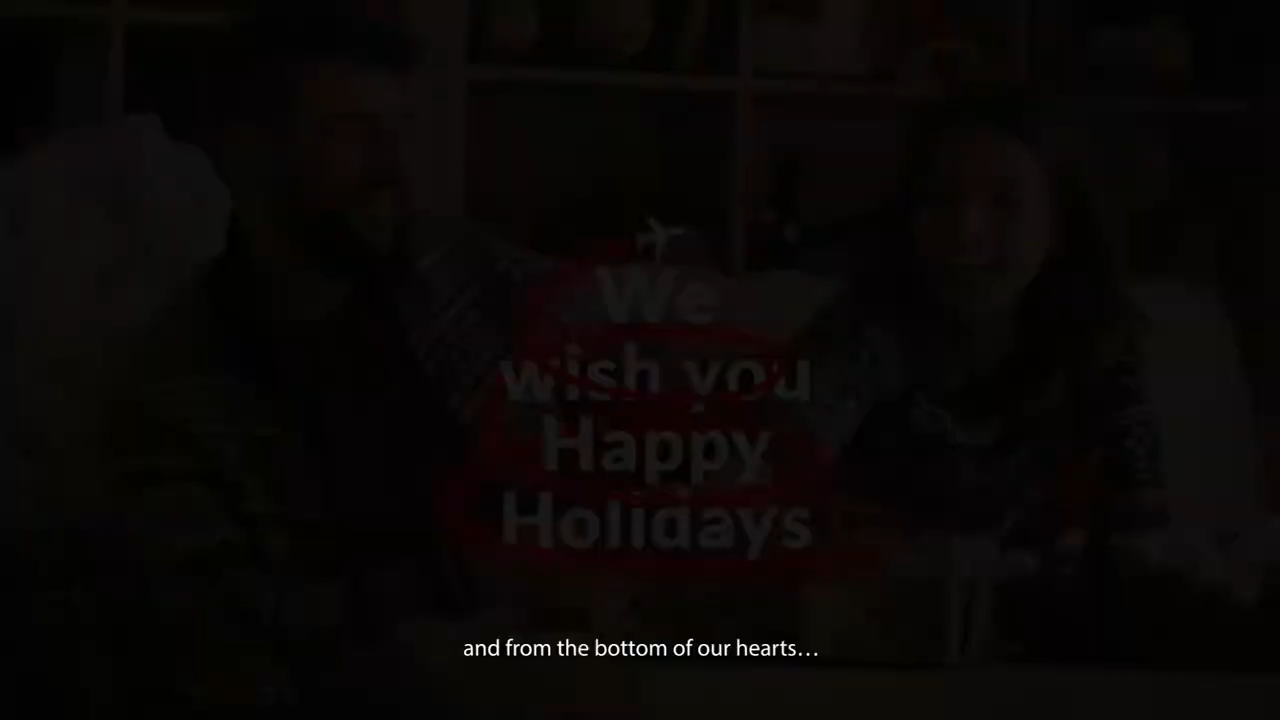 We
wish you
Happy
Holidays
and from the bottom of our hearts…